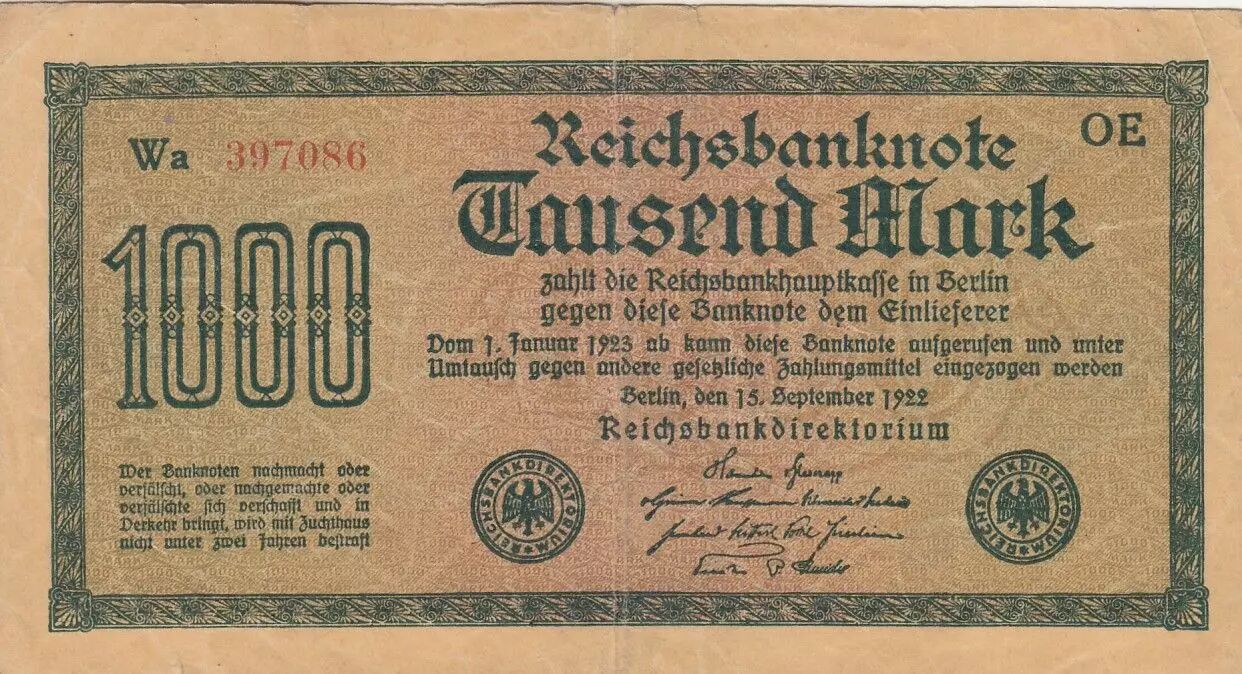 Wa 397086
OE
Reichsbanknote
Tausend Mark
1000
zahlt die Reichsbankhauptkasse in Berlin
gegen diese Banknote dem Einlieferer
Vom 1. Januar 1923 ab kann diese Banknote aufgerufen und unter
Umtausch gegen andere gesetzliche Zahlungsmittel eingezogen werden
Berlin, den 15. September 1922
Reichsbankdirektorium
Wer Banknoten nachmacht oder
verfälscht, oder nachgemachte oder
verfälschte sich verschafft und in
Verkehr bringt, wird mit Zuchthaus
nicht unter zwei Jahren bestraft
REICHSBANKDIREKTORIUM
REICHSBANKDIREKTORIUM